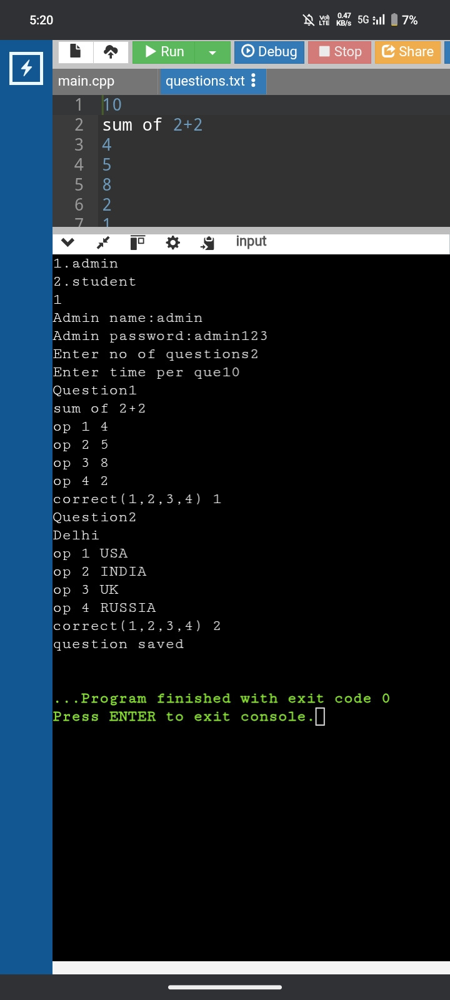 5:20 Vo) LTE 0.47 KB/s 5G 7%
Run Debug Stop Share
main.cpp questions.txt
1 10
2 sum of 2+2
3 4
4 5
5 8
6 2
7 1
input
1.admin
2.student
1
Admin name:admin
Admin password:admin123
Enter no of questions2
Enter time per que10
Question1
sum of 2+2
op 1 4
op 2 5
op 3 8
op 4 2
correct(1,2,3,4) 1
Question2
Delhi
op 1 USA
op 2 INDIA
op 3 UK
op 4 RUSSIA
correct(1,2,3,4) 2
question saved
...Program finished with exit code 0
Press ENTER to exit console.